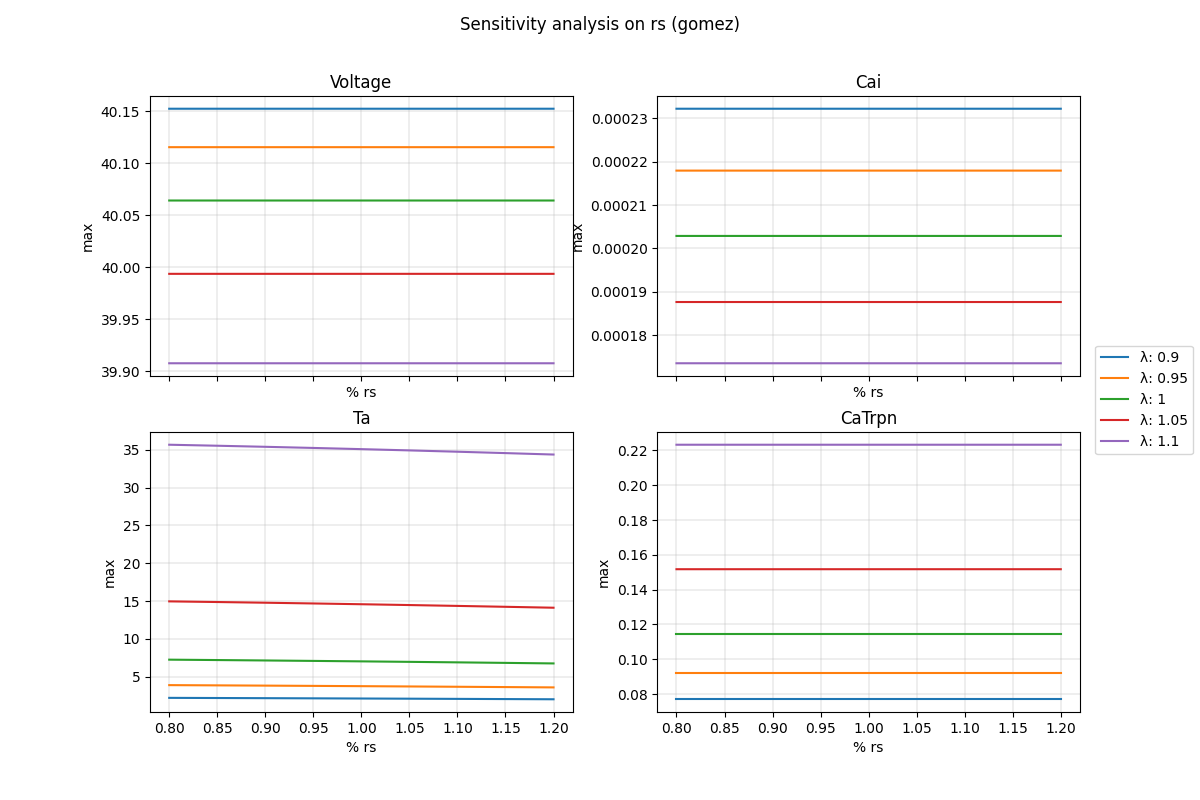 Sensitivity analysis on rs (gomez)
Voltage
40.15
40.10
40.05
40.00
39.95
39.90
max
% rs
Cai
0.00023
0.00022
0.00021
0.00020
0.00019
0.00018
max
% rs
λ: 0.9
λ: 0.95
λ: 1
λ: 1.05
λ: 1.1
Ta
35
30
25
20
15
10
5
max
0.80 0.85 0.90 0.95 1.00 1.05 1.10 1.15 1.20
% rs
CaTrpn
0.22
0.20
0.18
0.16
0.14
0.12
0.10
0.08
max
0.80 0.85 0.90 0.95 1.00 1.05 1.10 1.15 1.20
% rs